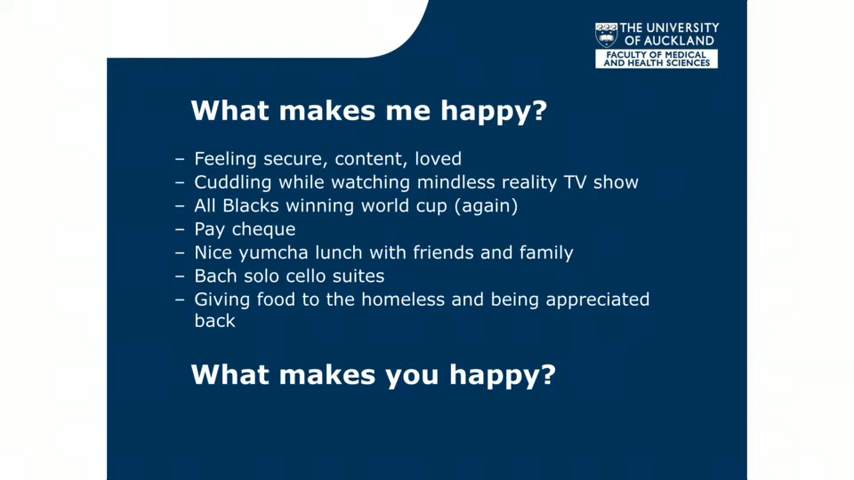 THE UNIVERSITY
OF AUCKLAND
FACULTY OF MEDICAL
AND HEALTH SCIENCES
What makes me happy?
– Feeling secure, content, loved
– Cuddling while watching mindless reality TV show
– All Blacks winning world cup (again)
– Pay cheque
– Nice yumcha lunch with friends and family
– Bach solo cello suites
– Giving food to the homeless and being appreciated
back
What makes you happy?